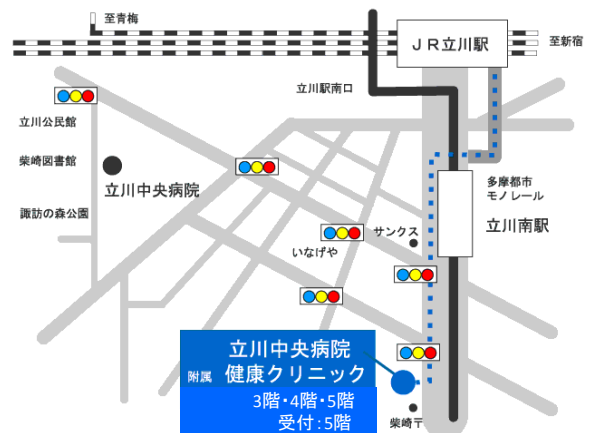 至青梅
JR立川駅
至新宿
立川駅南口
立川公民館
柴崎図書館
立川中央病院
諏訪の森公園
多摩都市
モノレール
立川南駅
サンクス
いなげや
立川中央病院
附属 健康クリニック
3階・4階・5階
受付:5階
柴崎〒